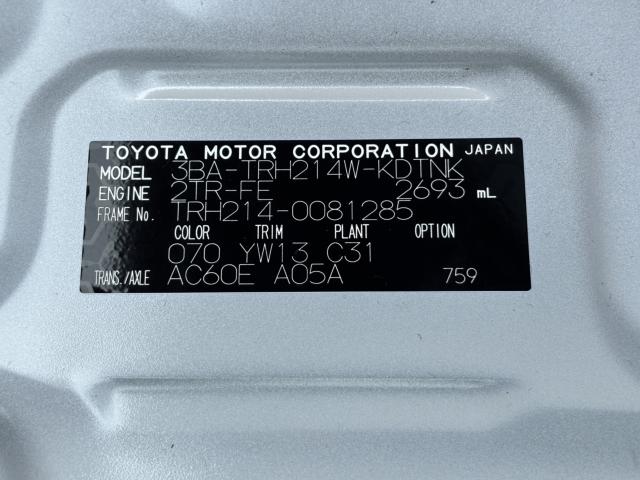 TOYOTA MOTOR CORPORATION JAPAN
MODEL 3BA-TRH214W-KDTNK
ENGINE 2TR-FE 2693 mL
FRAME No. TRH214-0081285
COLOR TRIM PLANT OPTION
070 YW13 C31
TRANS./AXLE AC60E A05A 759